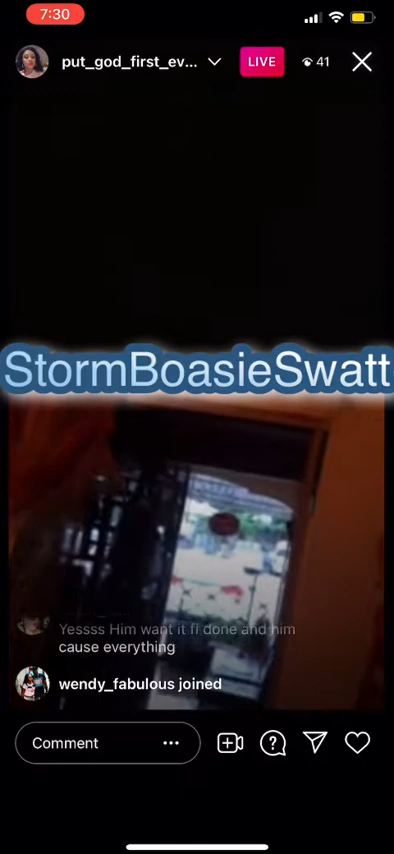 7:30
put_god_first_ev...
LIVE
41
StormBoasieSwatt
Yessss Him want it fi done and him
cause everything
wendy_fabulous joined
Comment